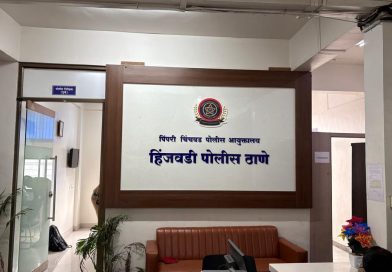 पिंपरी चिंचवड पोलीस आयुक्तालय
हिंजवडी पोलीस ठाणे